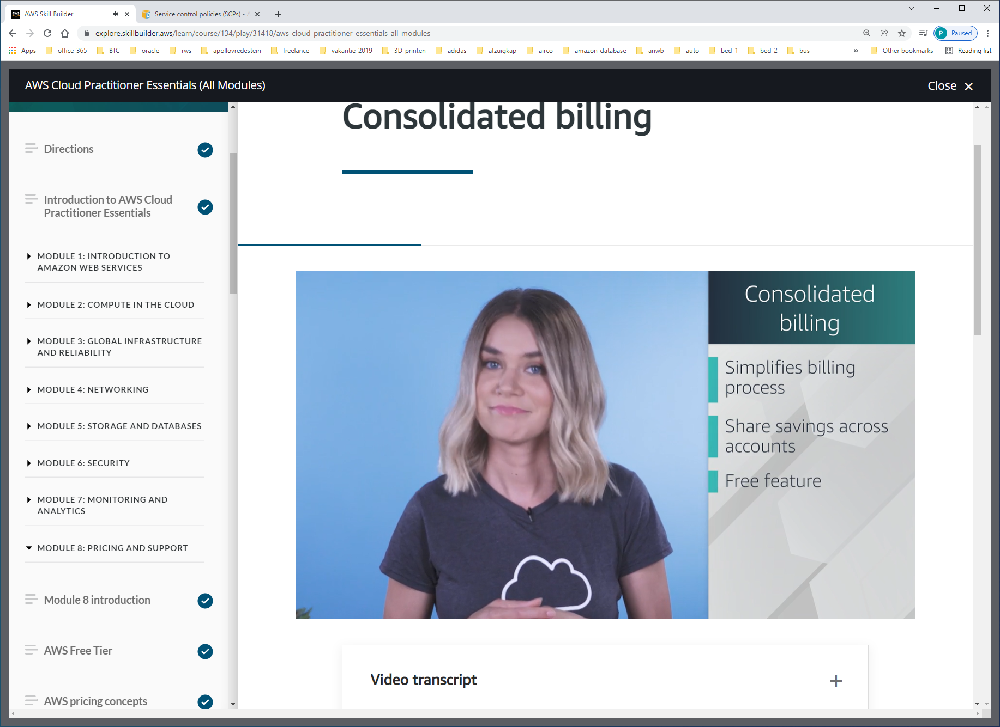 aws AWS Skill Builder
Service control policies (SCPs) - A
explore.skillbuilder.aws/learn/course/134/play/31418/aws-cloud-practitioner-essentials-all-modules
P Paused
Apps office-365 BTC oracle rws apollovredestein freelance vakantie-2019 3D-printen adidas afzuigkap airco amazon-database anwb auto bed-1 bed-2 bus » Other bookmarks Reading list
AWS Cloud Practitioner Essentials (All Modules)
Close
Directions
Introduction to AWS Cloud
Practitioner Essentials
MODULE 1: INTRODUCTION TO
AMAZON WEB SERVICES
MODULE 2: COMPUTE IN THE CLOUD
MODULE 3: GLOBAL INFRASTRUCTURE
AND RELIABILITY
MODULE 4: NETWORKING
MODULE 5: STORAGE AND DATABASES
MODULE 6: SECURITY
MODULE 7: MONITORING AND
ANALYTICS
MODULE 8: PRICING AND SUPPORT
Module 8 introduction
AWS Free Tier
AWS pricing concepts
Consolidated billing
Consolidated
billing
Simplifies billing
process
Share savings across
accounts
Free feature
Video transcript